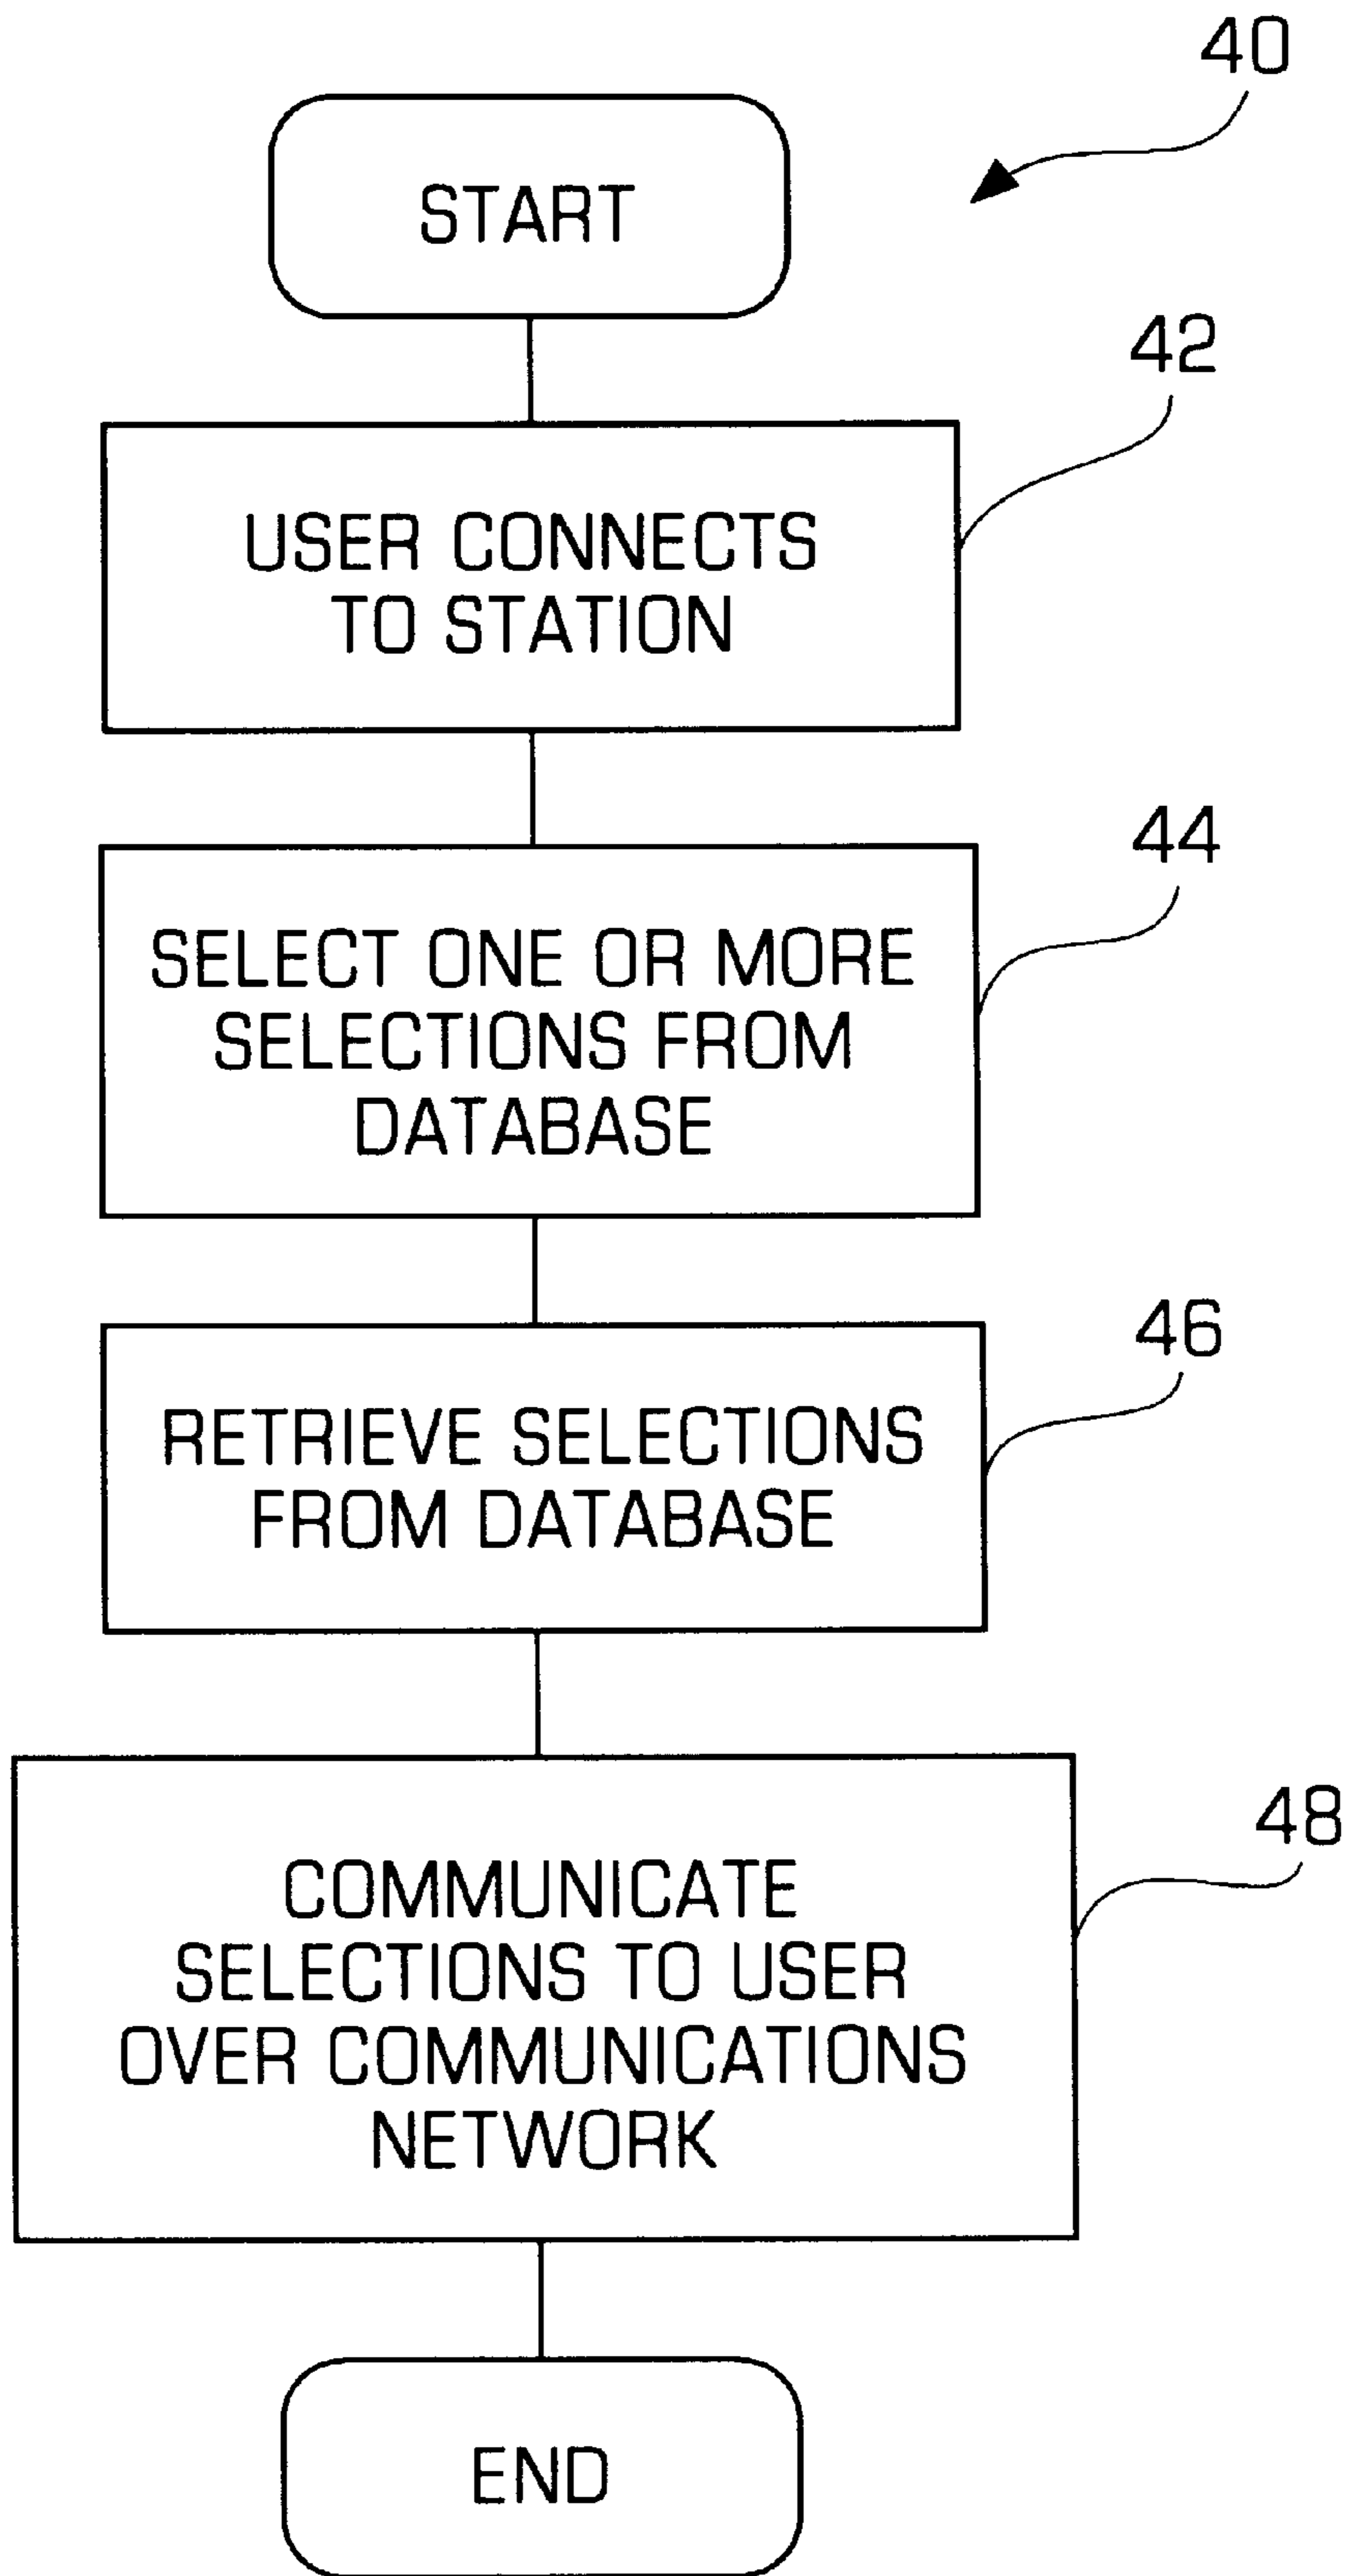 40
START
42
USER CONNECTS
TO STATION
44
SELECT ONE OR MORE
SELECTIONS FROM
DATABASE
46
RETRIEVE SELECTIONS
FROM DATABASE
48
COMMUNICATE
SELECTIONS TO USER
OVER COMMUNICATIONS
NETWORK
END